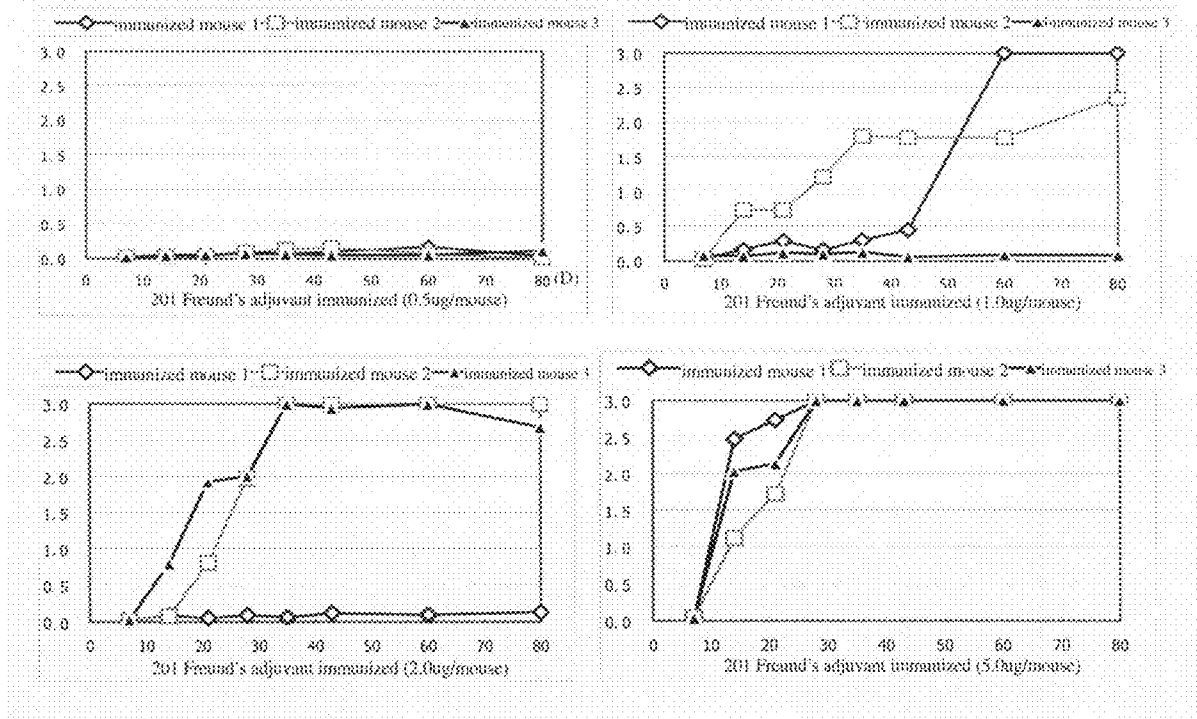 immunized mouse 1 immunized mouse 2 immunized mouse 3
3.0
2.5
2.0
1.5
1.0
0.5
0.0
0 10 20 30 40 50 60 70 80 (D)
201 Freund's adjuvant immunized (0.5ug/mouse)
immunized mouse 1 immunized mouse 2 immunized mouse 3
3.0
2.5
2.0
1.5
1.0
0.5
0.0
0 10 20 30 40 50 60 70 80
201 Freund's adjuvant immunized (1.0ug/mouse)
immunized mouse 1 immunized mouse 2 immunized mouse 3
3.0
2.5
2.0
1.5
1.0
0.5
0.0
0 10 20 30 40 50 60 70 80
201 Freund's adjuvant immunized (2.0ug/mouse)
immunized mouse 1 immunized mouse 2 immunized mouse 3
3.0
2.5
2.0
1.5
1.0
0.5
0.0
0 10 20 30 40 50 60 70 80
201 Freund's adjuvant immunized (5.0ug/mouse)